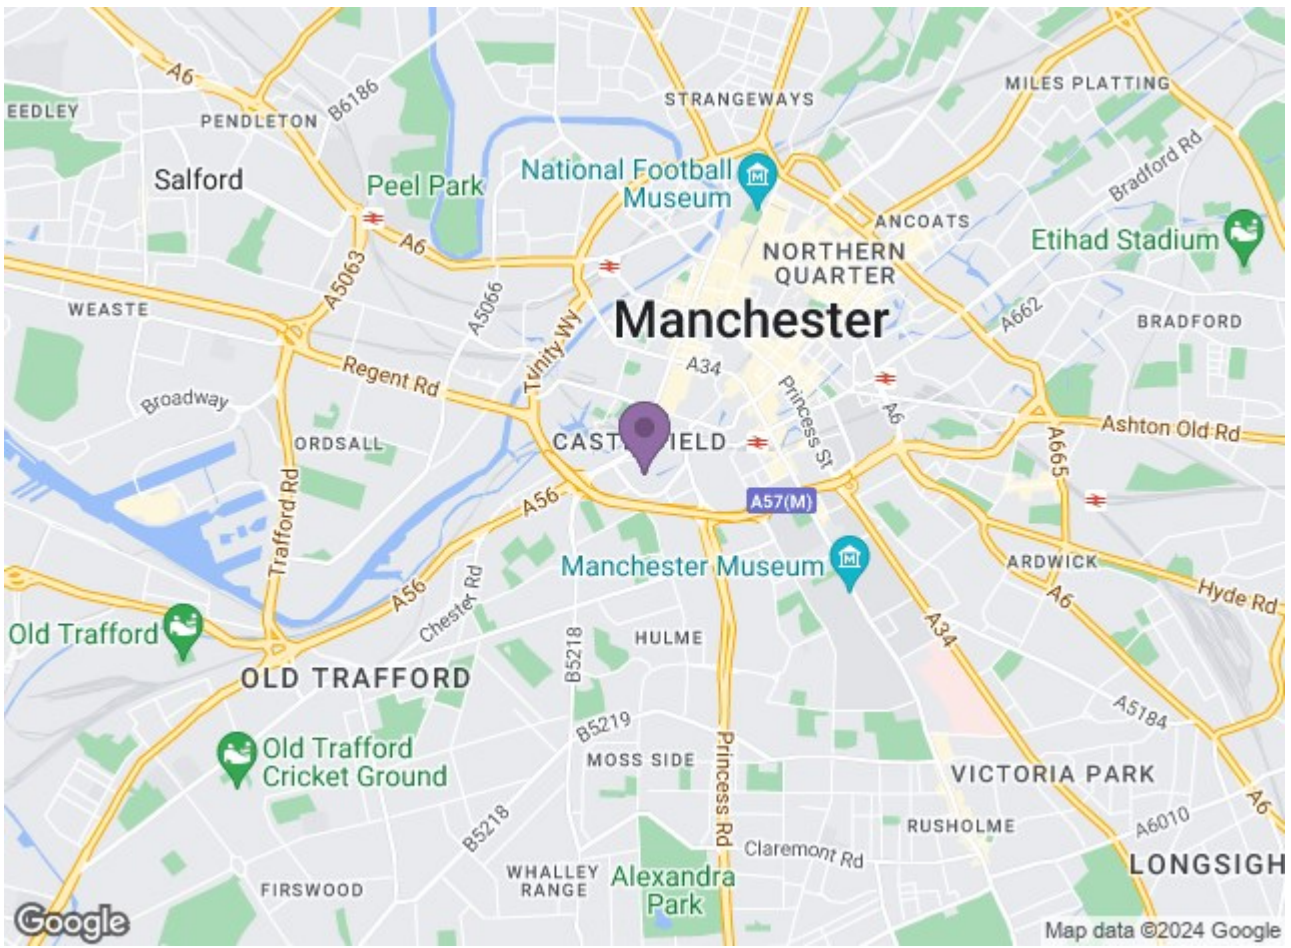 A6
B6186
STRANGEWAYS
MILES PLATTING
EEDLEY
PENDLETON
Salford
Peel Park
National Football
Museum
Bradford Rd
ANCOATS
A6
Etihad Stadium
NORTHERN
QUARTER
A5063
A5066
WEASTE
Trinity Wy
Manchester
A662
BRADFORD
Regent Rd
A34
Broadway
Princess St
A6
ORDSALL
CAST
FIELD
A665
Ashton Old Rd
Trafford Rd
A56
A57(M)
Manchester Museum
ARDWICK
A56
Chester Rd
A6
Hyde Rd
Old Trafford
B5218
HULME
A34
OLD TRAFFORD
A5184
B5219
Old Trafford
Cricket Ground
MOSS SIDE
Princess Rd
VICTORIA PARK
A6
B5218
RUSHOLME
A6010
Claremont Rd
LONGSIGH
WHALLEY
RANGE
Alexandra
Park
FIRSWOOD
Google
Map data ©2024 Google